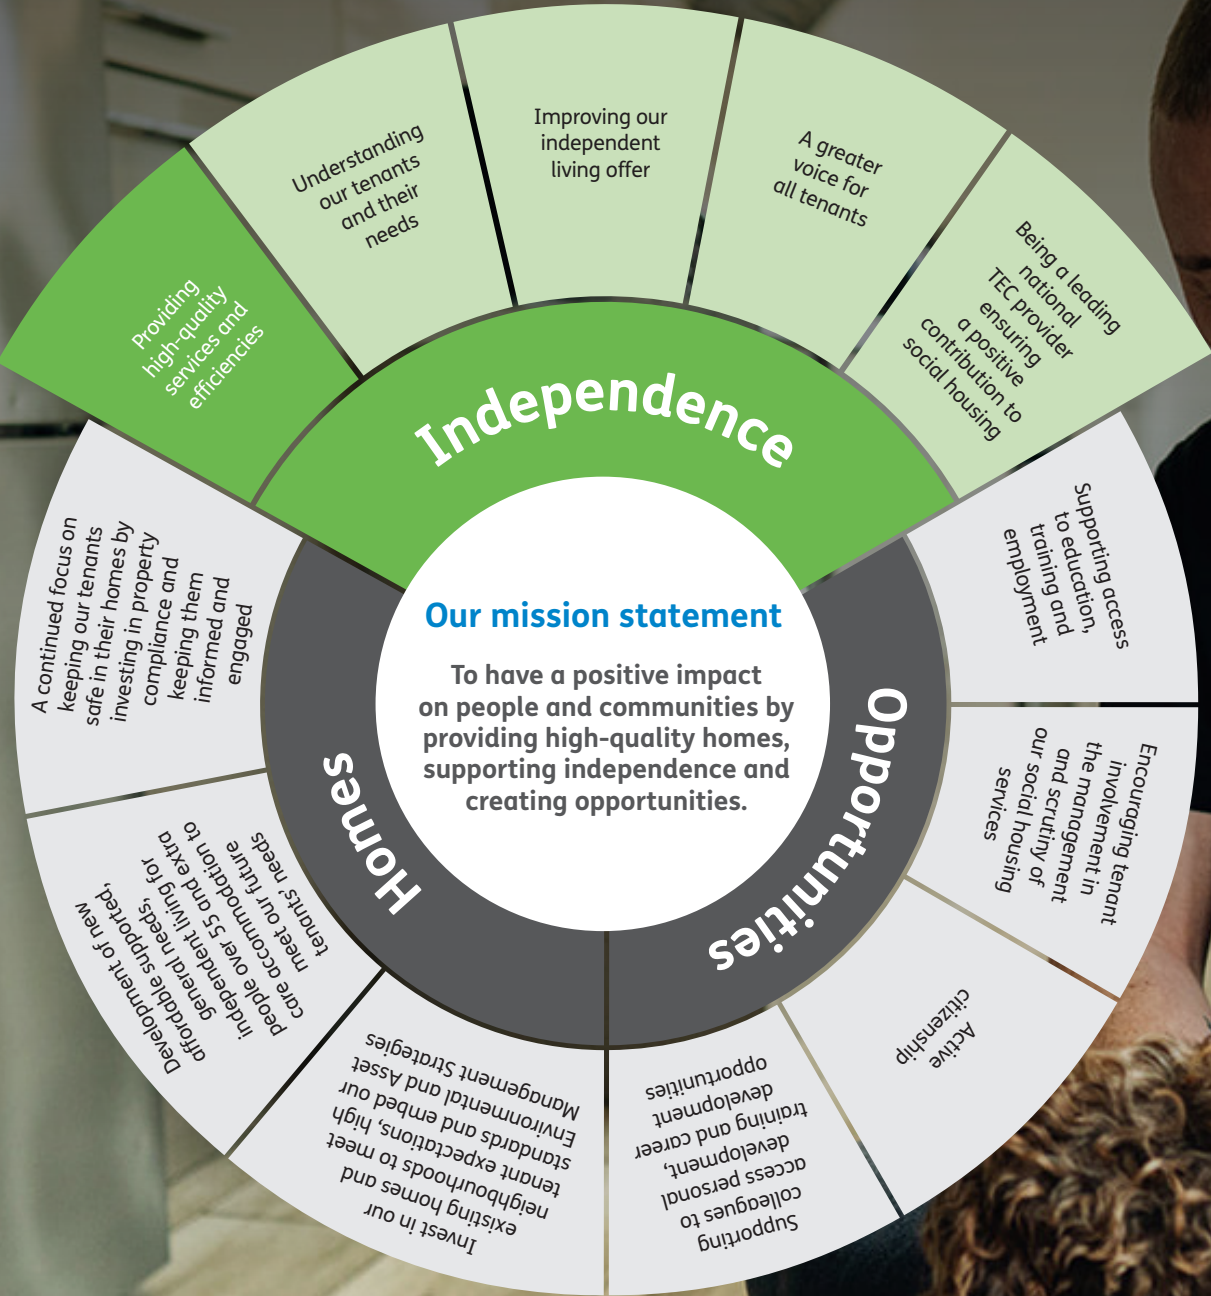 Our mission statement
To have a positive impact
on people and communities by
providing high-quality homes,
supporting independence and
creating opportunities.
Independence
Providing
high-quality
services and
efficiencies
Understanding
our tenants
and their
needs
Improving our
independent
living offer
A greater
voice for
all tenants
Being a leading
national
TEC provider
ensuring
a positive
contribution to
social housing
Opportunities
Supporting access
to education,
training and
employment
Encouraging tenant
involvement in
the management
and scrutiny of
our social housing
services
Active
citizenship
Supporting
colleagues to
access personal
development,
training and career
development
opportunities
Homes
Invest in our
existing homes and
neighbourhoods to meet
tenant expectations, high
standards and embed our
Environmental and Asset
Management Strategies
Development of new
affordable supported,
general needs,
independent living for
people over 55 and extra
care accommodation to
meet our future
tenants' needs
A continued focus on
keeping our tenants
safe in their homes by
investing in property
compliance and
keeping them
informed and
engaged